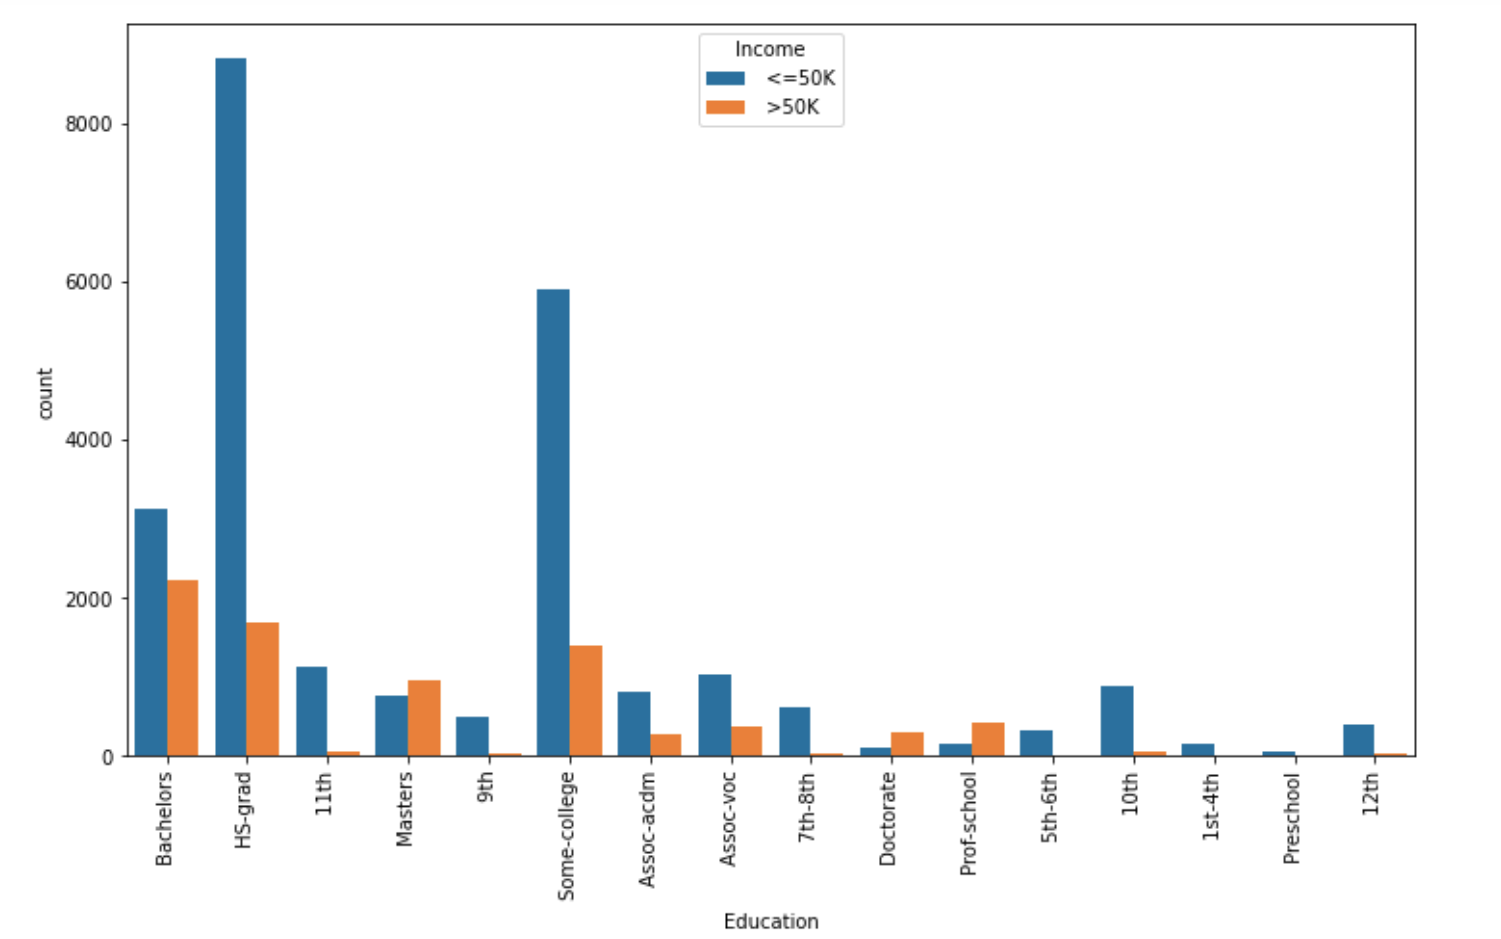 Income
<=50K
>50K
8000
6000
4000
2000
0
count
Bachelors
HS-grad
11th
Masters
9th
Some-college
Assoc-acdm
Assoc-voc
7th-8th
Doctorate
Prof-school
5th-6th
10th
1st-4th
Preschool
12th
Education